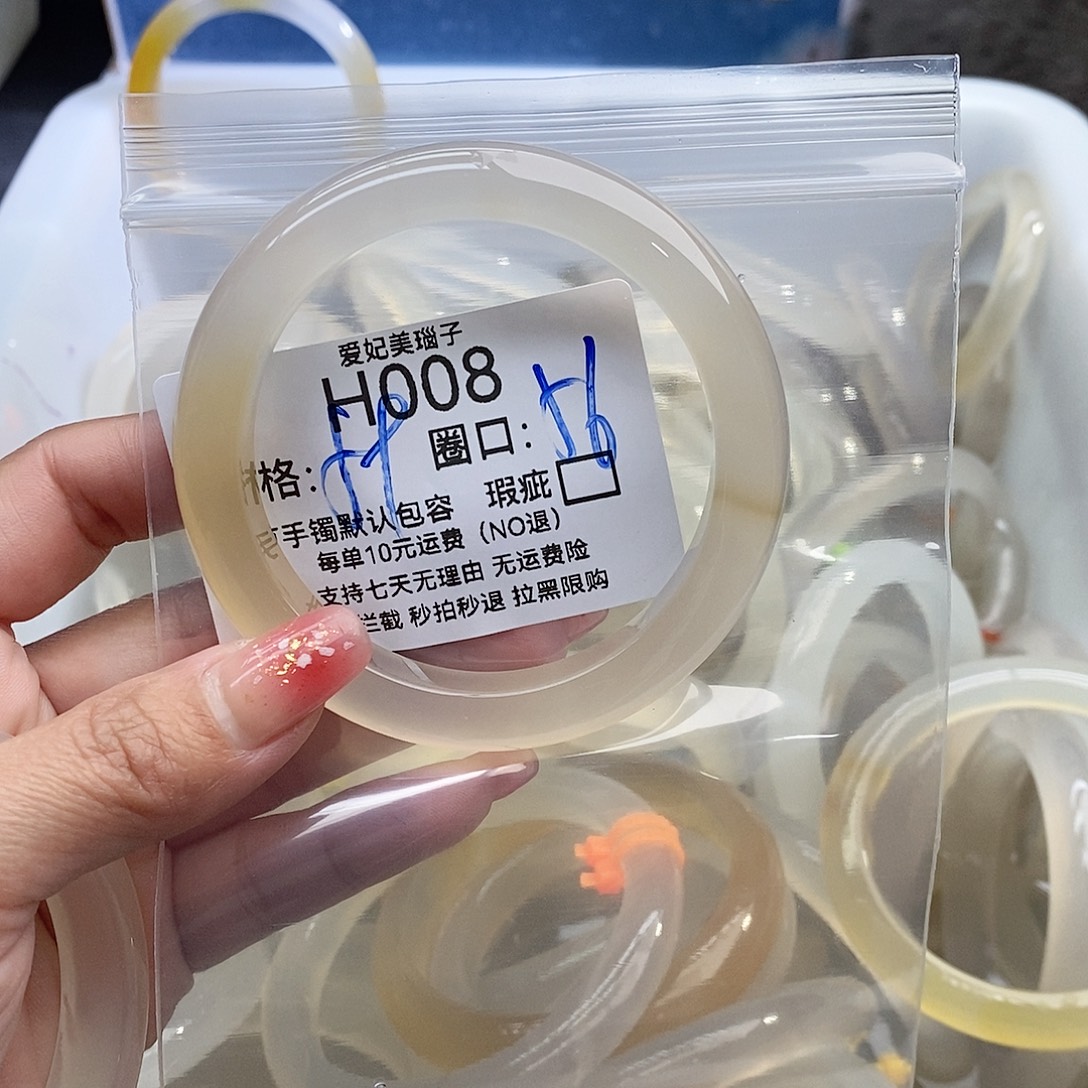 爱妃美瑙子
H008
格： 圈口：56
手镯默认包容 瑕疵
每单10元运费（NO退）
支持七天无理由 无运费险
拦截 秒拍秒退 拉黑限购